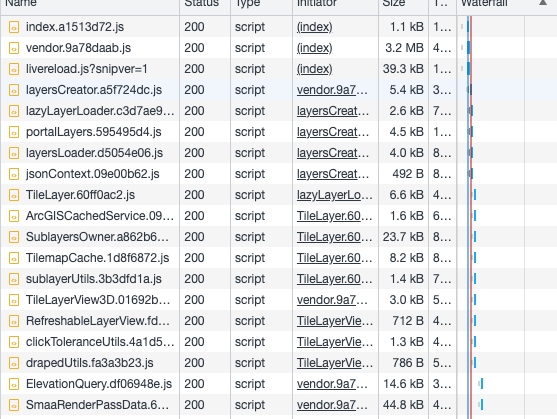 Name Status Type Initiator Size T.. Waterfall
index.a1513d72.js 200 script (index) 1.1 kB 1...
vendor.9a78daab.js 200 script (index) 3.2 MB 4...
livereload.js?snipver=1 200 script (index) 39.3 kB 1...
layersCreator.a5f724dc.js 200 script vendor.9a7... 5.4 kB 3...
lazyLayerLoader.c3d7ae9... 200 script layersCreat... 2.6 kB 7...
portalLayers.595495d4.js 200 script layersCreat... 4.5 kB 1...
layersLoader.d5054e06.js 200 script layersCreat... 4.0 kB 8...
jsonContext.09e00b62.js 200 script layersCreat... 492 B 8...
TileLayer.60ff0ac2.js 200 script lazyLayerLo... 6.6 kB 4...
ArcGISCachedService.09... 200 script TileLayer.60... 1.6 kB 6...
SublayersOwner.a862b6... 200 script TileLayer.60... 23.7 kB 8...
TilemapCache.1d8f6872.js 200 script TileLayer.60... 8.2 kB 8...
sublayerUtils.3b3dfd1a.js 200 script TileLayer.60... 1.4 kB 7...
TileLayerView3D.01692b... 200 script vendor.9a7... 3.0 kB 5...
RefreshableLayerView.fd... 200 script TileLayerVie... 712 B 4...
clickToleranceUtils.4a1d5... 200 script TileLayerVie... 1.3 kB 4...
drapedUtils.fa3a3b23.js 200 script TileLayerVie... 786 B 5...
ElevationQuery.df06948e.js 200 script vendor.9a7... 14.6 kB 3...
SmaaRenderPassData.6... 200 script vendor.9a7... 44.8 kB 4...